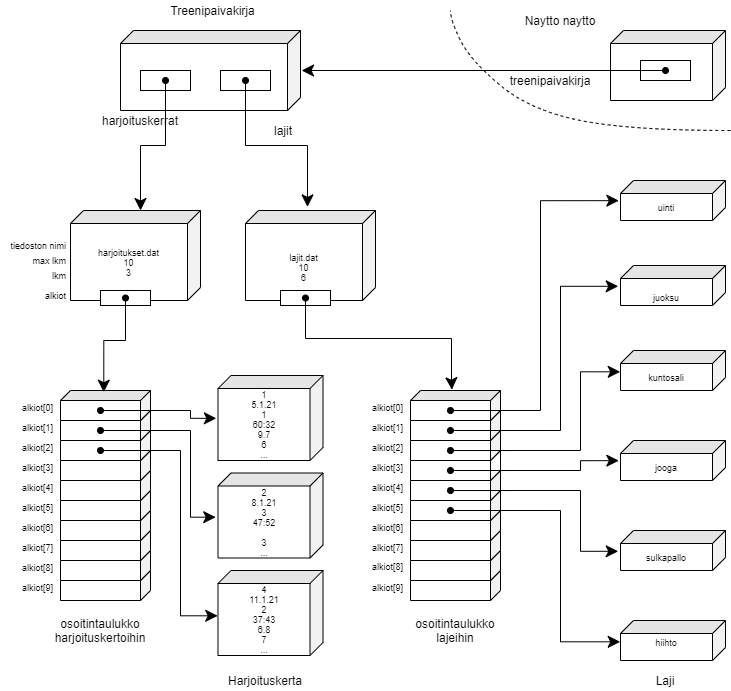 Treenipaivakirja
Naytto naytto
treenipaivakirja
harjoituskerrat
lajit
tiedoston nimi
max lkm
lkm
alkiot
harjoitukset.dat
10
3
lajit.dat
10
6
uinti
juoksu
kuntosali
jooga
sulkapallo
hiihto
alkiot[0]
alkiot[1]
alkiot[2]
alkiot[3]
alkiot[4]
alkiot[5]
alkiot[6]
alkiot[7]
alkiot[8]
alkiot[9]
osoitintaulukko
harjoituskertoihin
1
5.1.21
1
60:32
9.7
6
...
2
8.1.21
3
47:52
3
...
4
11.1.21
2
37:43
6.8
7
...
Harjoituskerta
alkiot[0]
alkiot[1]
alkiot[2]
alkiot[3]
alkiot[4]
alkiot[5]
alkiot[6]
alkiot[7]
alkiot[8]
alkiot[9]
osoitintaulukko
lajeihin
Laji